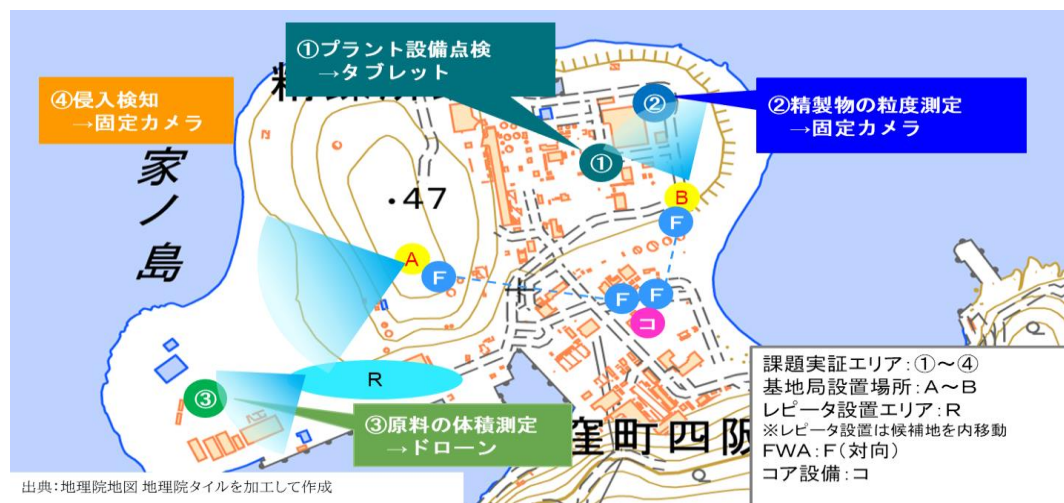 ①プラント設備点検
→タブレット
④侵入検知
→固定カメラ
②精製物の粒度測定
→固定カメラ
②
①
家ノ島
・47
B
F
A
F
F
F
コ
R
③
③原料の体積測定
→ドローン
窪町四阪
課題実証エリア:①~④
基地局設置場所:A~B
レピータ設置エリア:R
※レピータ設置は候補地を内移動
FWA:F(対向)
コア設備:コ
出典:地理院地図 地理院タイルを加工して作成